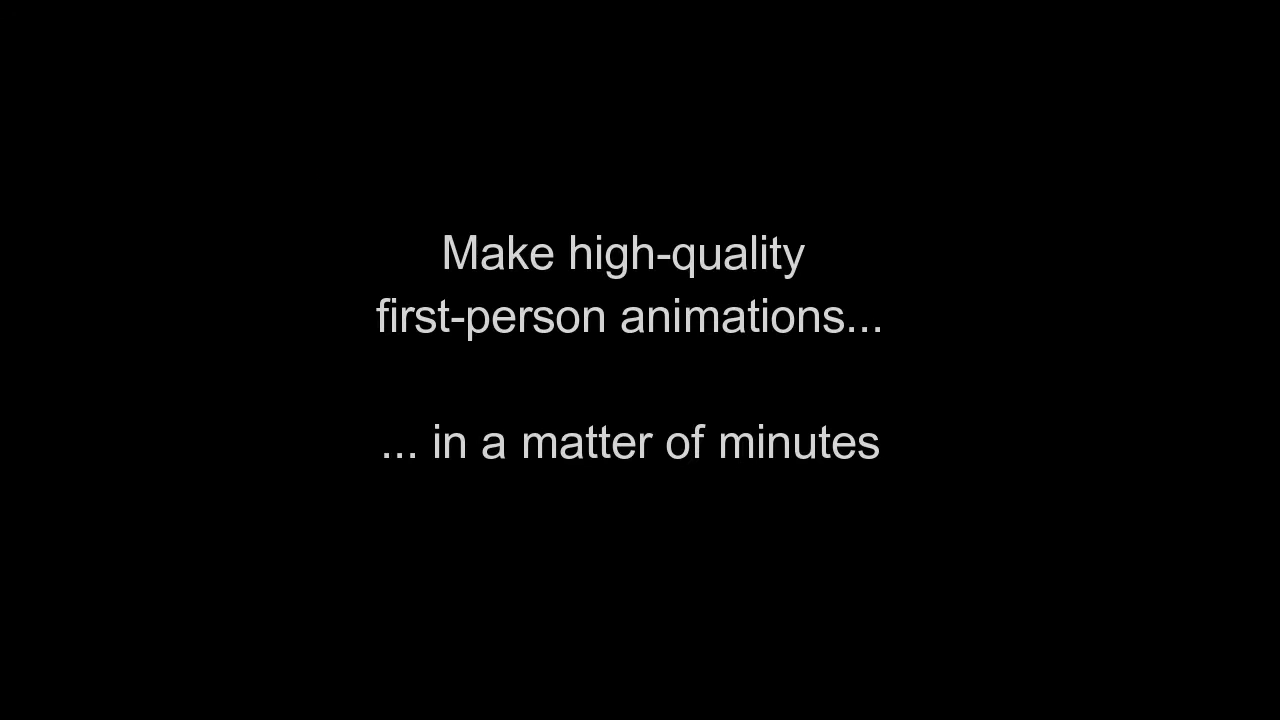 Make high-quality
first-person animations...
... in a matter of minutes